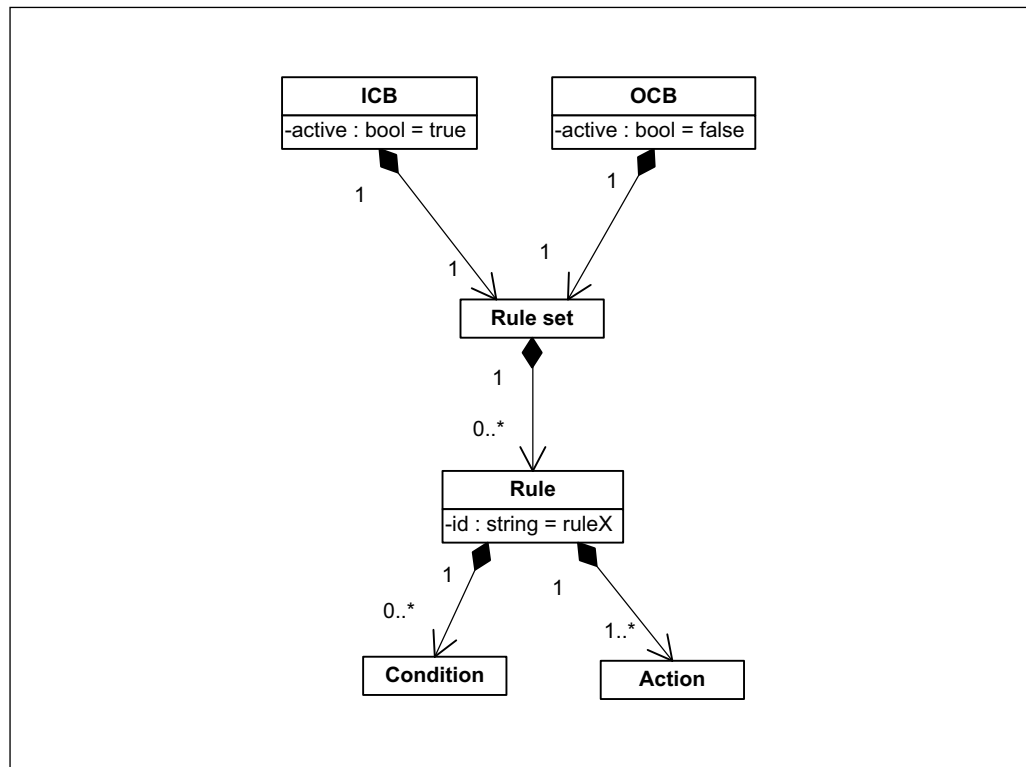 ICB
-active : bool = true
OCB
-active : bool = false
1
1
1
1
Rule set
1
0..*
Rule
-id : string = ruleX
1
1
0..*
1..*
Condition
Action